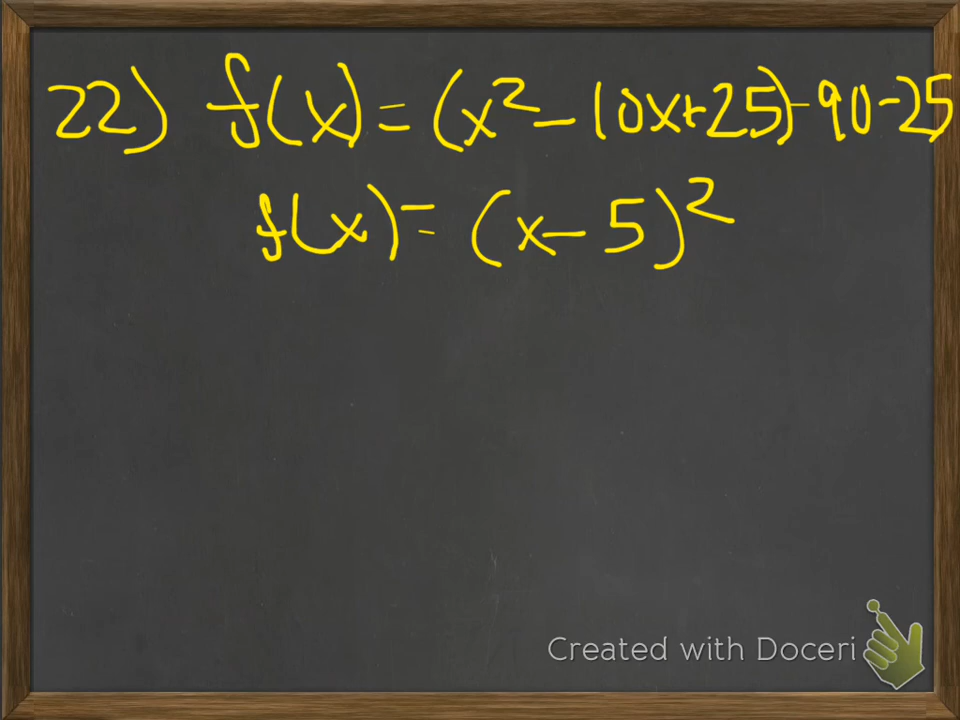 22) f(x) = (x² - 10x+25) - 90 - 25
f(x) = (x - 5)²
Created with Doceri